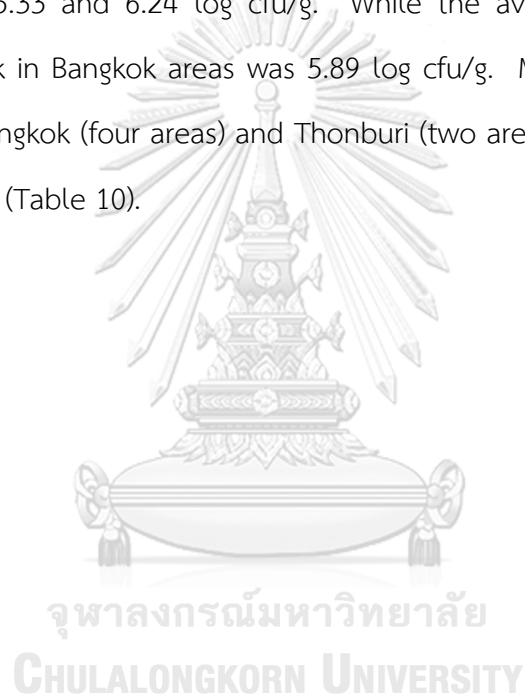 5.33 and 6.24 log cfu/g. While the av
k in Bangkok areas was 5.89 log cfu/g.
ngkok (four areas) and Thonburi (two are
(Table 10).
จุฬาลงกรณ์มหาวิทยาลัย
CHULALONGKORN UNIVERSITY